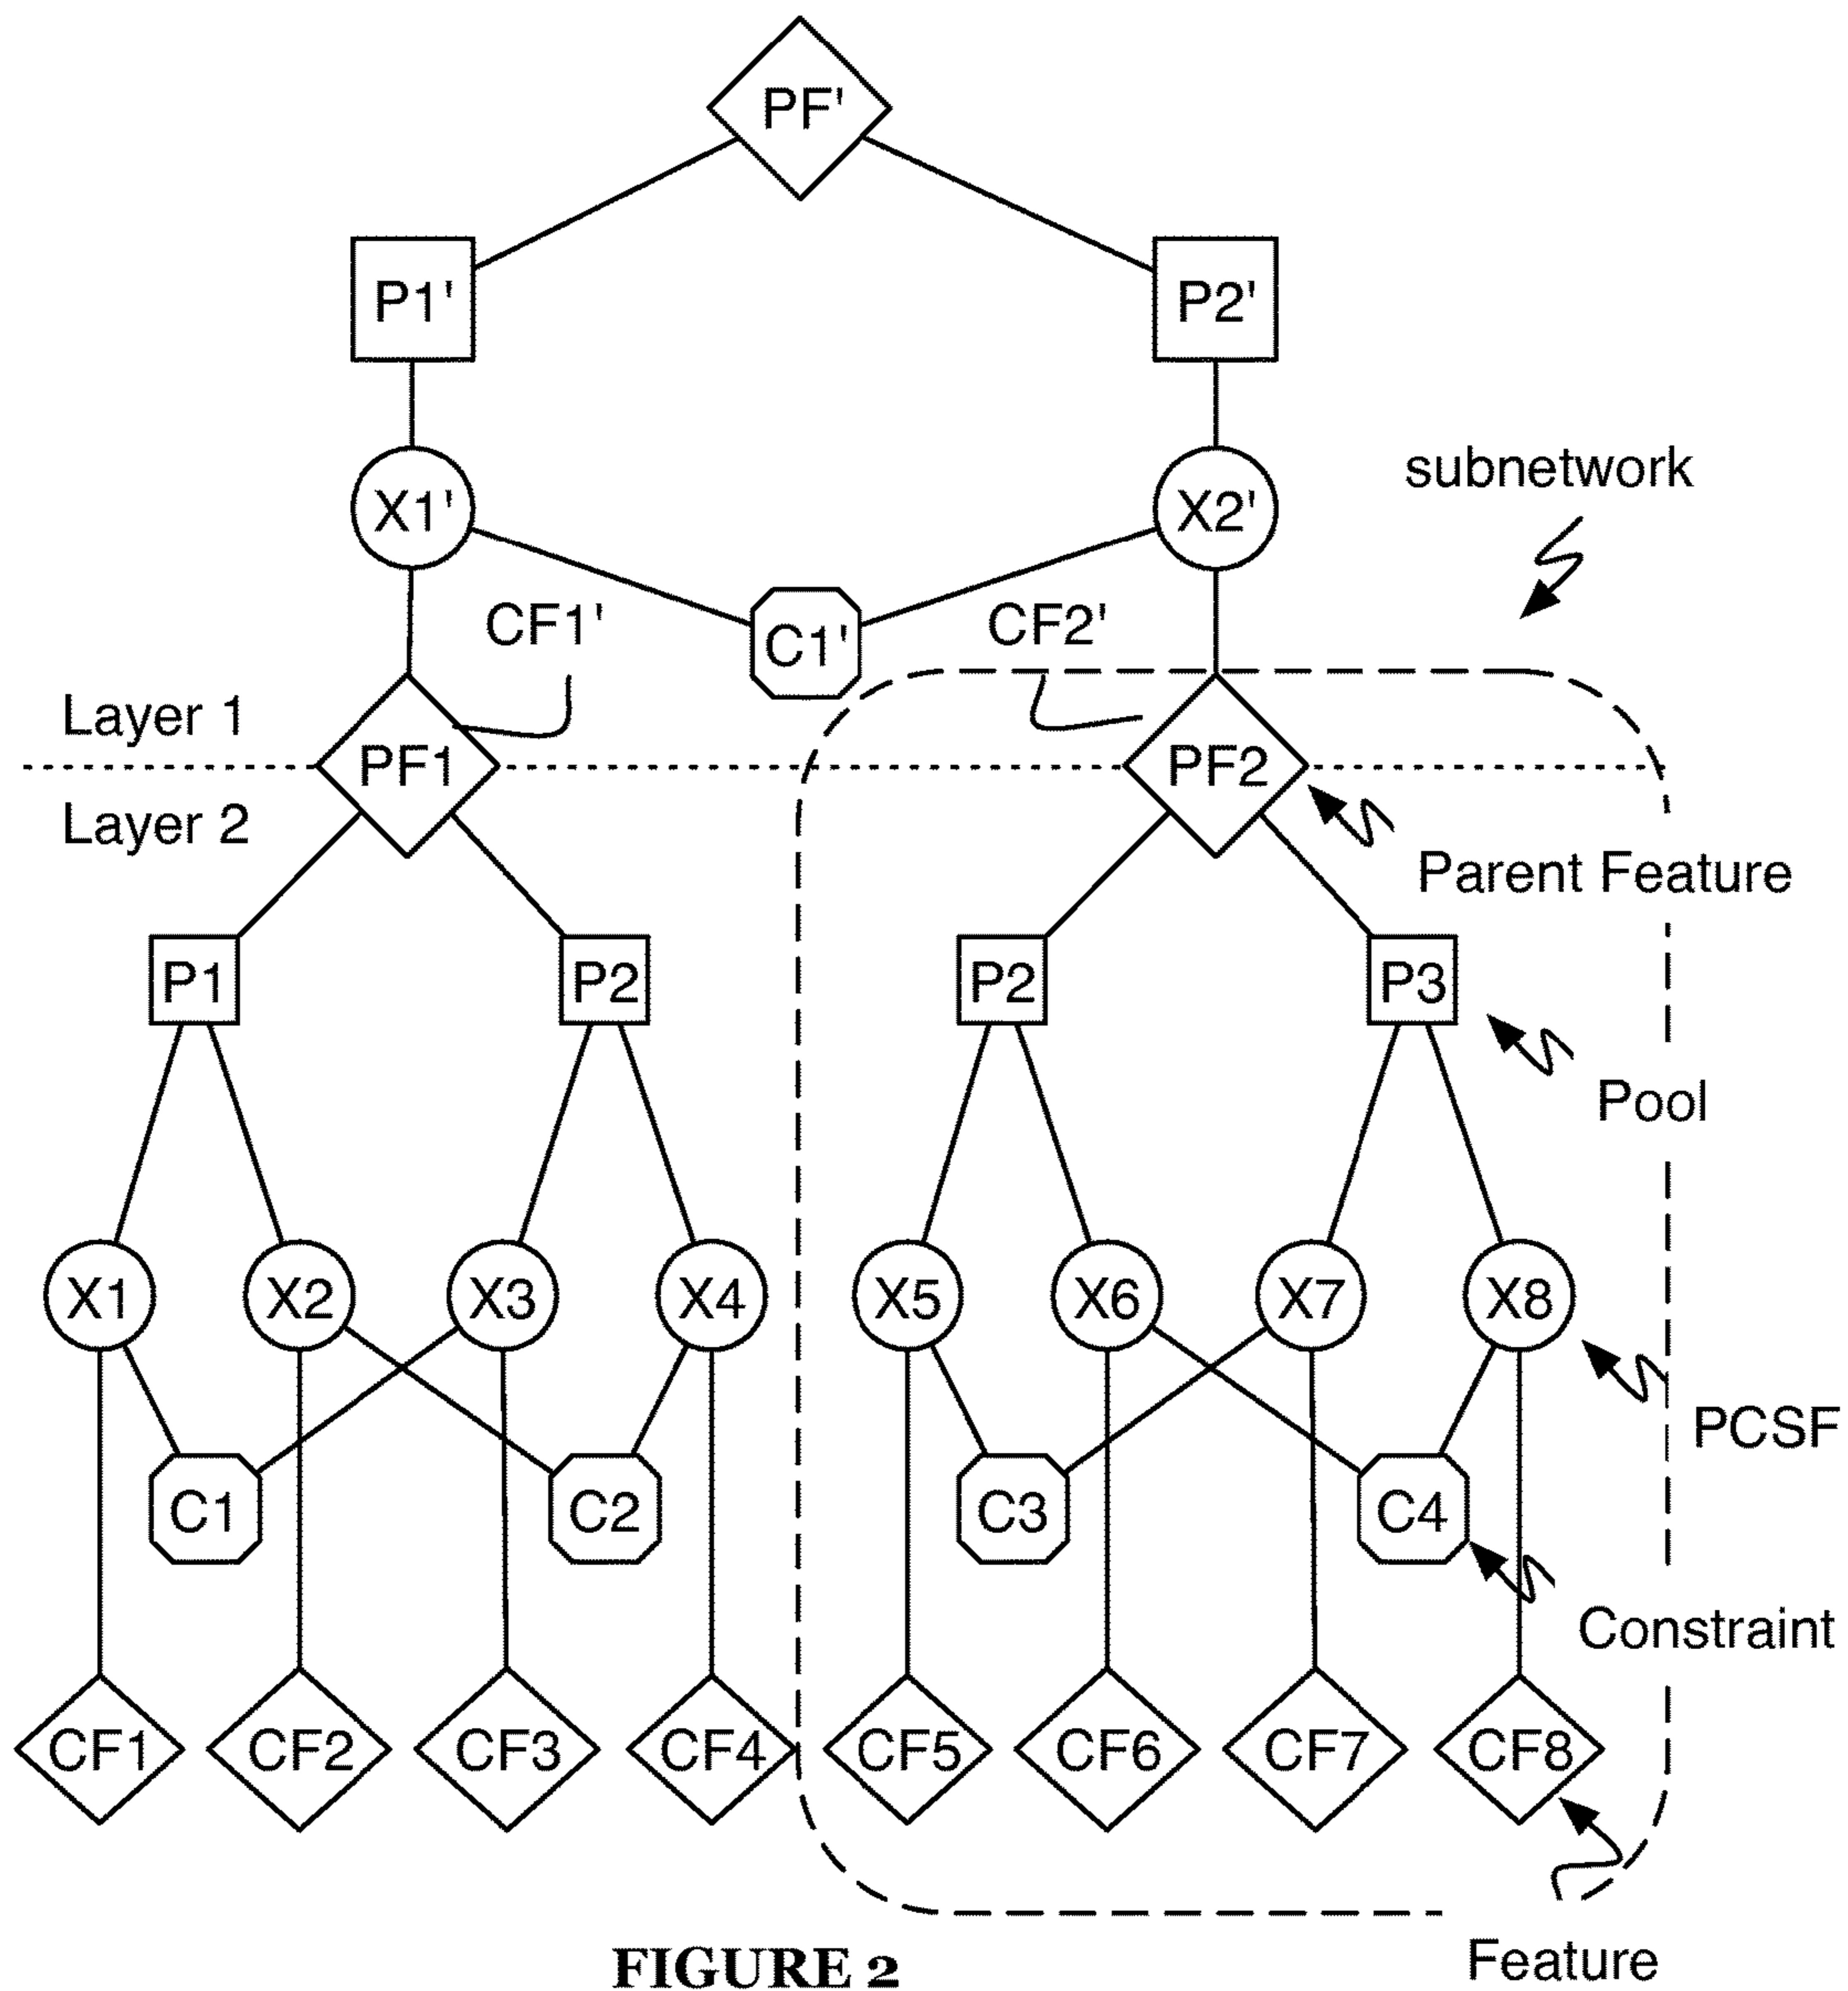 PF'
P1' P2'
X1' X2'
subnetwork
CF1' C1' CF2'
Layer 1
PF1 PF2
Layer 2
Parent Feature
P1 P2 P2 P3
Pool
X1 X2 X3 X4 X5 X6 X7 X8
PCSF
C1 C2 C3 C4
Constraint
CF1 CF2 CF3 CF4 CF5 CF6 CF7 CF8
Feature
FIGURE 2